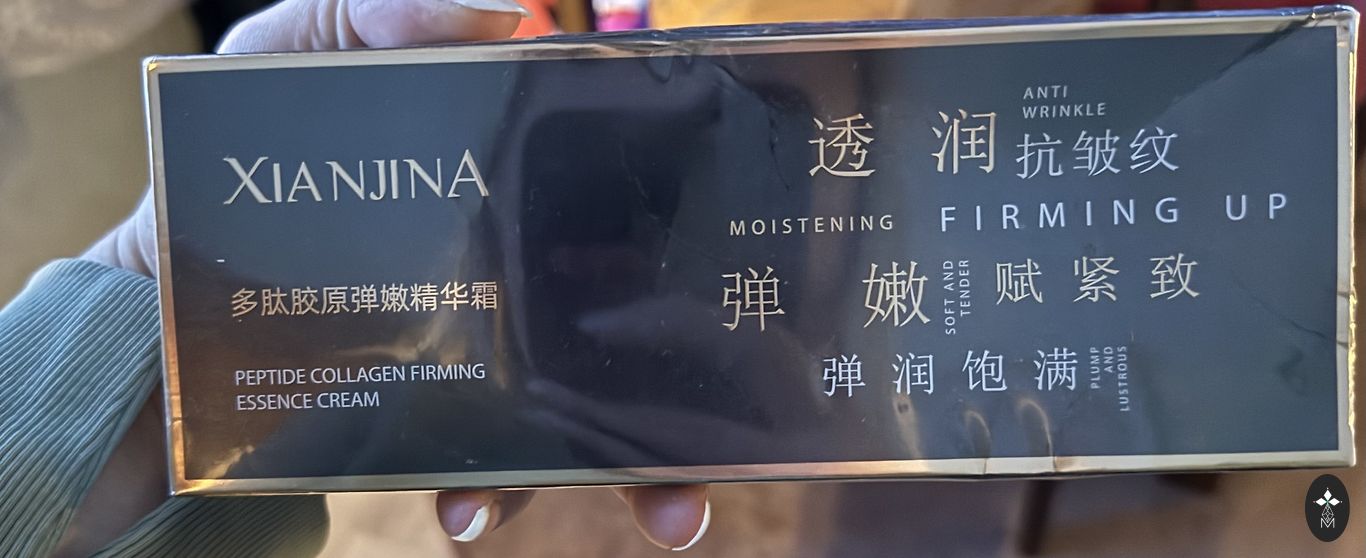 XIANJINA
多肽胶原弹嫩精华霜
PEPTIDE COLLAGEN FIRMING
ESSENCE CREAM
透 润
ANTI
WRINKLE
抗皱纹
MOISTENING
FIRMING UP
弹 嫩
SOFT AND
TENDER
赋 紧 致
弹 润 饱 满
PLUMP
AND
LUSTROUS
M